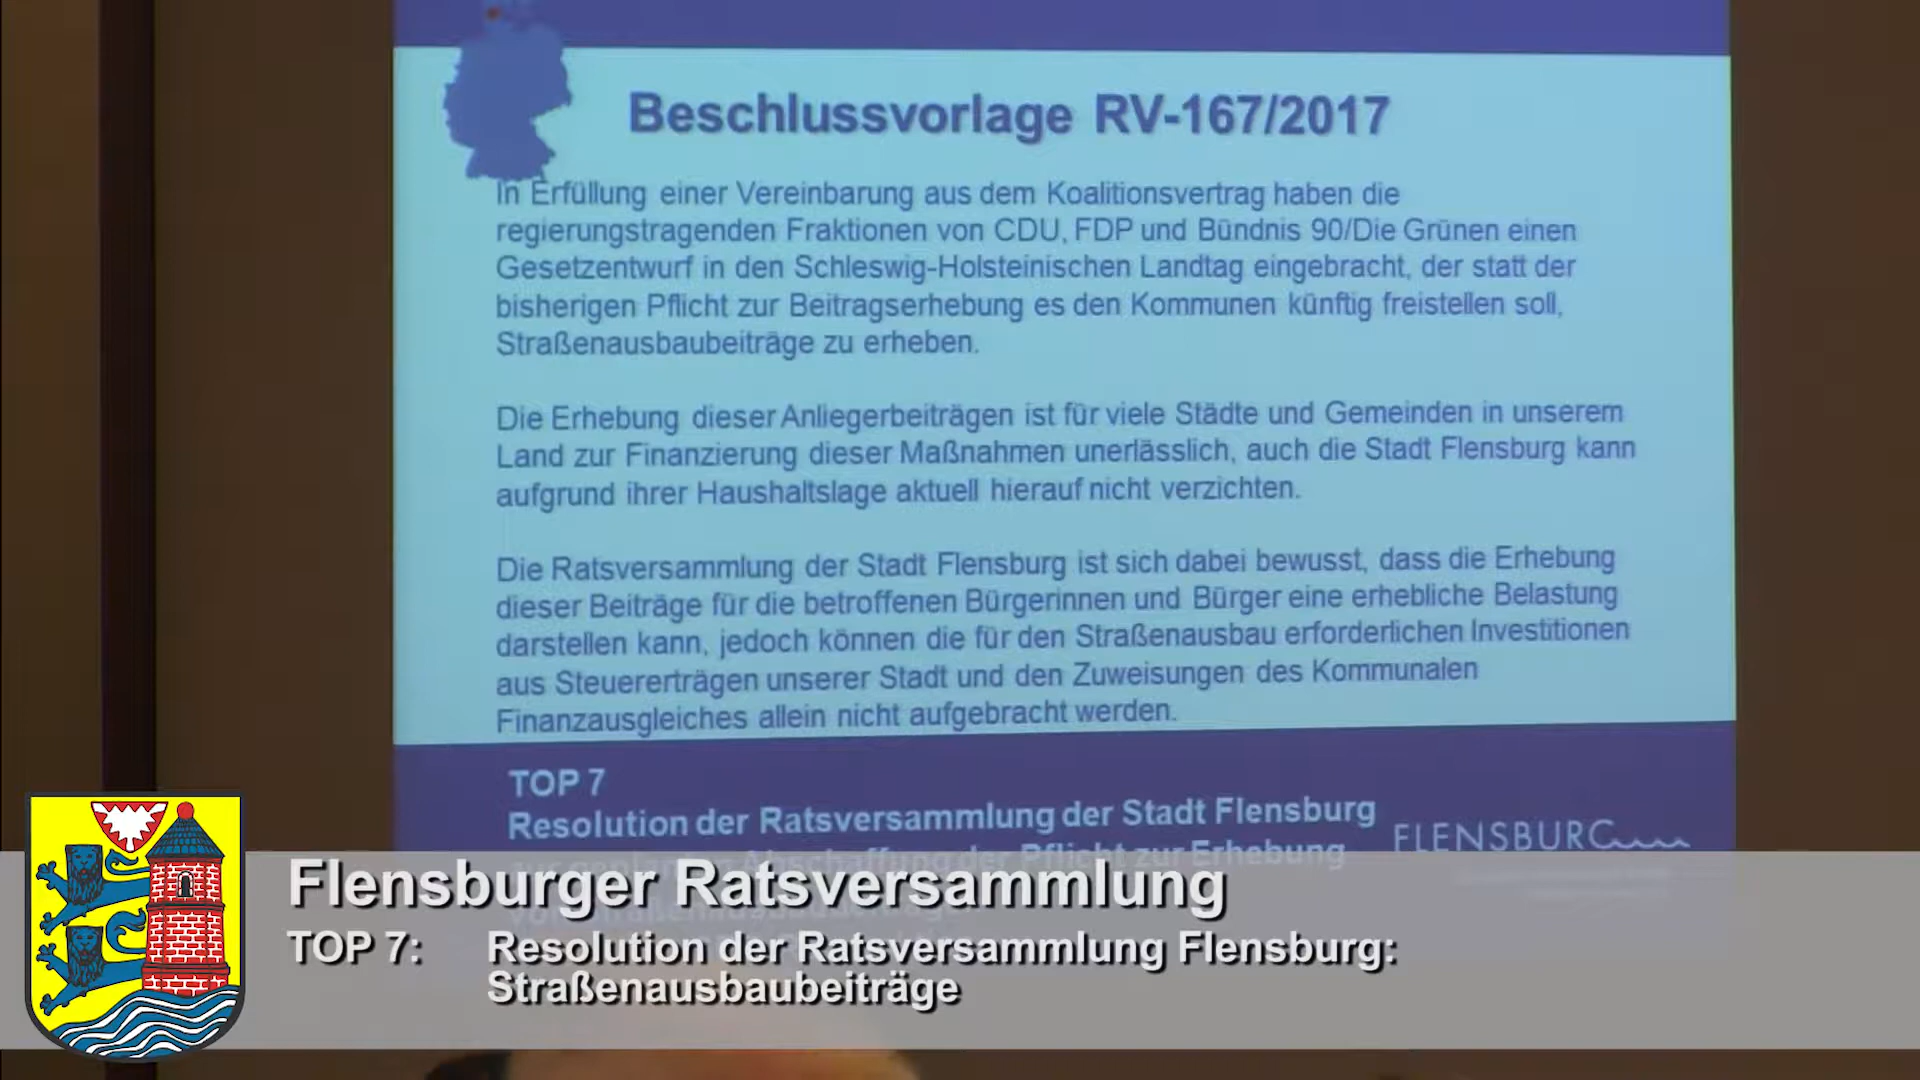 Beschlussvorlage RV-167/2017
In Erfüllung einer Vereinbarung aus dem Koalitionsvertrag haben die
regierungstragenden Fraktionen von CDU, FDP und Bündnis 90/Die Grünen einen
Gesetzentwurf in den Schleswig-Holsteinischen Landtag eingebracht, der statt der
bisherigen Pflicht zur Beitragserhebung es den Kommunen künftig freistellen soll,
Straßenausbaubeiträge zu erheben.
Die Erhebung dieser Anliegerbeiträgen ist für viele Städte und Gemeinden in unserem
Land zur Finanzierung dieser Maßnahmen unerlässlich, auch die Stadt Flensburg kann
aufgrund ihrer Haushaltslage aktuell hierauf nicht verzichten.
Die Ratsversammlung der Stadt Flensburg ist sich dabei bewusst, dass die Erhebung
dieser Beiträge für die betroffenen Bürgerinnen und Bürger eine erhebliche Belastung
darstellen kann, jedoch können die für den Straßenausbau erforderlichen Investitionen
aus Steuererträgen unserer Stadt und den Zuweisungen des Kommunalen
Finanzausgleiches allein nicht aufgebracht werden.
TOP 7
Resolution der Ratsversammlung der Stadt Flensburg
Abschaffung der Pflicht zur Erhebung
FLENSBURG
Flensburger Ratsversammlung
TOP 7: Resolution der Ratsversammlung Flensburg:
Straßenausbaubeiträge